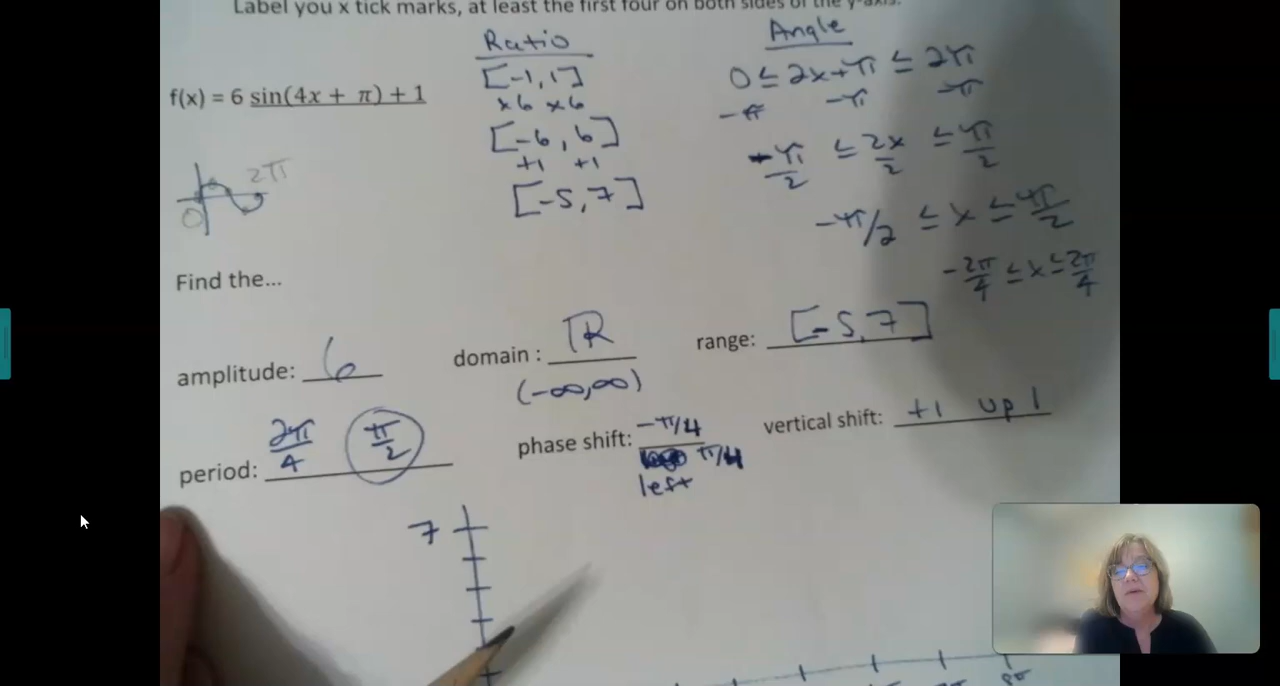 Label you x tick marks, at least the first four on both sides of the y-axis.
Ratio
[-1, 1]
×6 ×6
[-6, 6]
+1 +1
[-5, 7]
Angle
0 ≤ 2x+π ≤ 2π
-π -π -π
-π/2 ≤ 2x/2 ≤ π/2
-π/2 ≤ x ≤ π/2
-2π/4 ≤ x ≤ 2π/4
f(x) = 6 sin(4x + π) + 1
2π
0
Find the...
amplitude: 6 domain : ℝ range: [-5, 7]
(-∞,∞)
period: 2π/4 π/2 phase shift: -π/4 vertical shift: +1 up 1
π/4
left
7